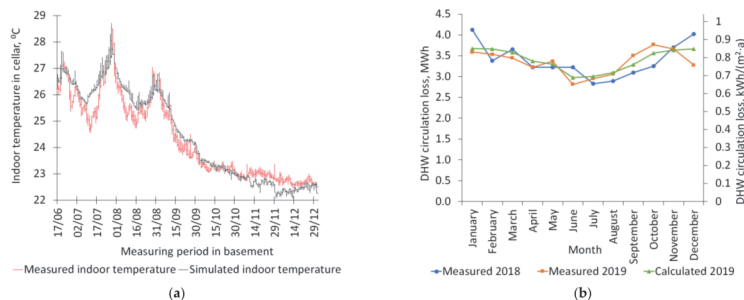 29
28
27
26
25
24
23
22
Indoor temperature in cellar, ºC
17/06
02/07
17/07
01/08
16/08
31/08
15/09
30/09
15/10
30/10
14/11
29/11
14/12
29/12
Measuring period in basement
Measured indoor temperature
Simulated indoor temperature
(a)
4.5
4.0
3.5
3.0
2.5
2.0
1.5
1.0
0.5
0.0
DHW circulation loss, MWh
1
0.9
0.8
0.7
0.6
0.5
0.4
0.3
0.2
0.1
0
DHW circulation loss, kWh/(m²·a)
January
February
March
April
May
June
July
August
September
October
November
December
Month
Measured 2018
Measured 2019
Calculated 2019
(b)